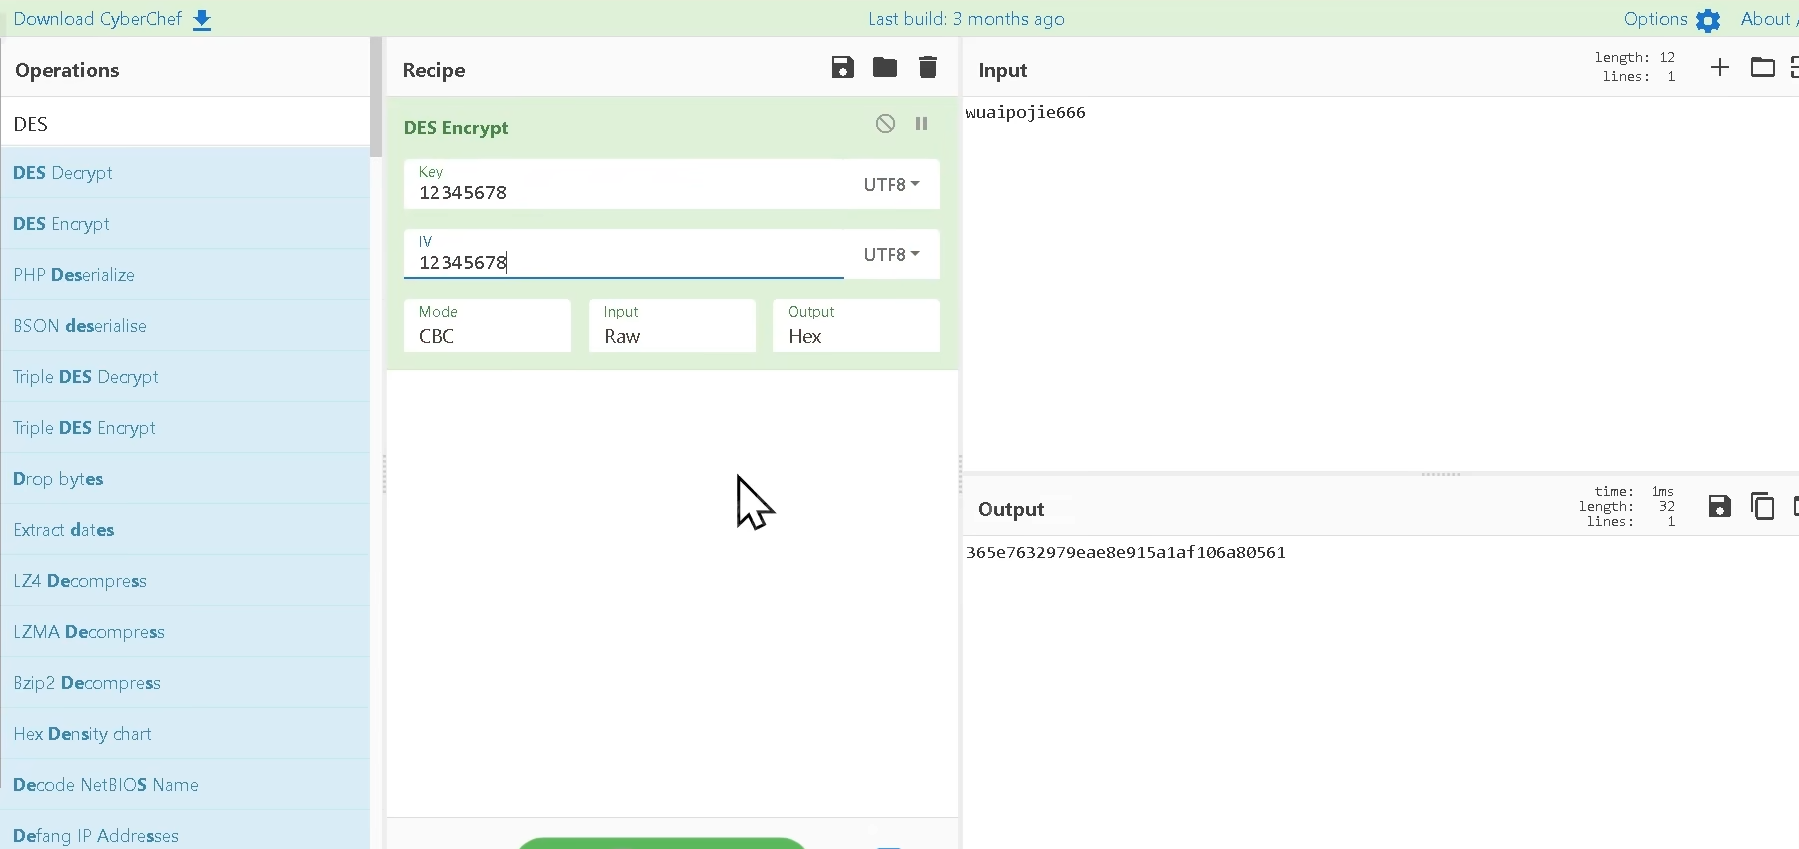 Download CyberChef
Last build: 3 months ago
Options
About
Operations
DES
DES Decrypt
DES Encrypt
PHP Deserialize
BSON deserialise
Triple DES Decrypt
Triple DES Encrypt
Drop bytes
Extract dates
LZ4 Decompress
LZMA Decompress
Bzip2 Decompress
Hex Density chart
Decode NetBIOS Name
Defang IP Addresses
Recipe
DES Encrypt
Key
12345678
UTF8
IV
12345678
UTF8
Mode
CBC
Input
Raw
Output
Hex
Input
length: 12
lines: 1
wuaipojie666
Output
time: 1ms
length: 32
lines: 1
365e7632979eae8e915a1af106a80561